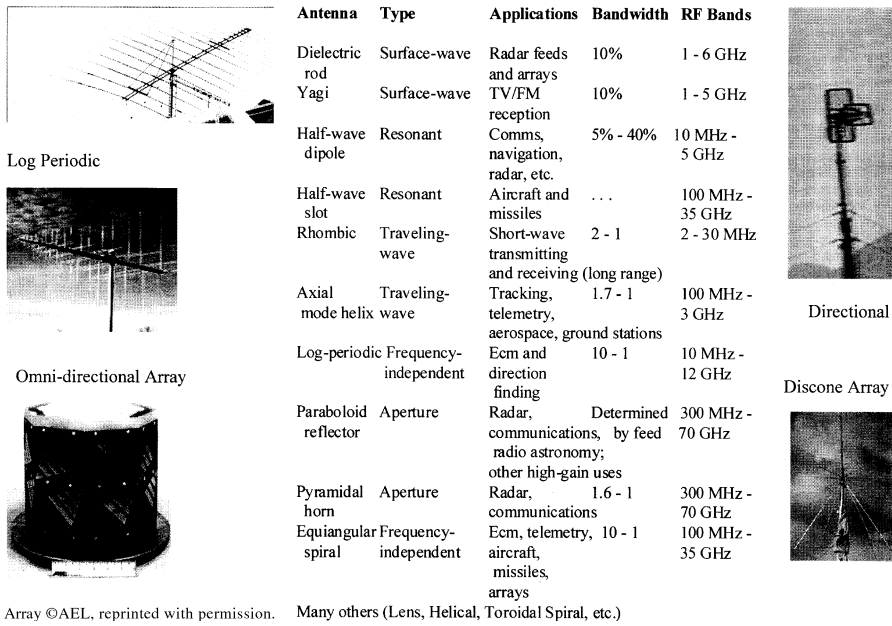 Antenna Type Applications Bandwidth RF Bands
Dielectric Surface-wave Radar feeds 10% 1 - 6 GHz
rod and arrays
Yagi Surface-wave TV/FM 10% 1 - 5 GHz
reception
Half-wave Resonant Comms, 5% - 40% 10 MHz -
dipole navigation, 5 GHz
radar, etc.
Half-wave Resonant Aircraft and . . . 100 MHz -
slot missiles 35 GHz
Rhombic Traveling- Short-wave 2 - 1 2 - 30 MHz
wave transmitting
and receiving (long range)
Axial Traveling- Tracking, 1.7 - 1 100 MHz -
mode helix wave telemetry, 3 GHz
aerospace, ground stations
Log-periodic Frequency- Ecm and 10 - 1 10 MHz -
independent direction 12 GHz
finding
Paraboloid Aperture Radar, Determined 300 MHz -
reflector communications, by feed 70 GHz
radio astronomy;
other high-gain uses
Pyramidal Aperture Radar, 1.6 - 1 300 MHz -
horn communications 70 GHz
Equiangular Frequency- Ecm, telemetry, 10 - 1 100 MHz -
spiral independent aircraft, 35 GHz
missiles,
arrays
Many others (Lens, Helical, Toroidal Spiral, etc.)
Log Periodic
Omni-directional Array
Array ©AEL, reprinted with permission.
Directional
Discone Array